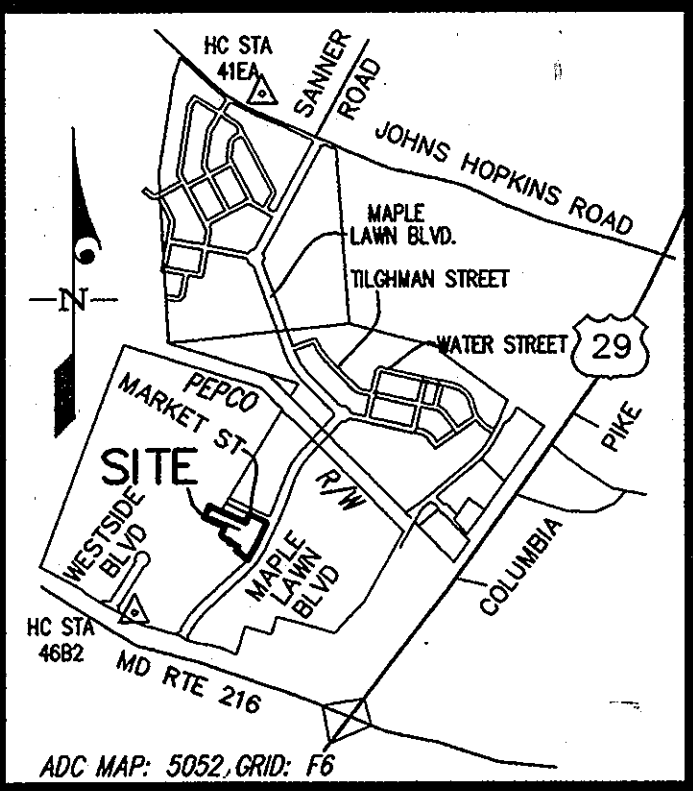 HC STA
41EA
SANNER
ROAD
JOHNS HOPKINS ROAD
MAPLE
LAWN BLVD.
TILGHMAN STREET
N
WATER STREET
29
PEPCO
MARKET ST
PIKE
SITE
R/W
WESTSIDE
BLVD
MAPLE
LAWN
BLVD
COLUMBIA
HC STA
46B2
MD RTE 216
ADC MAP: 5052, GRID: F6